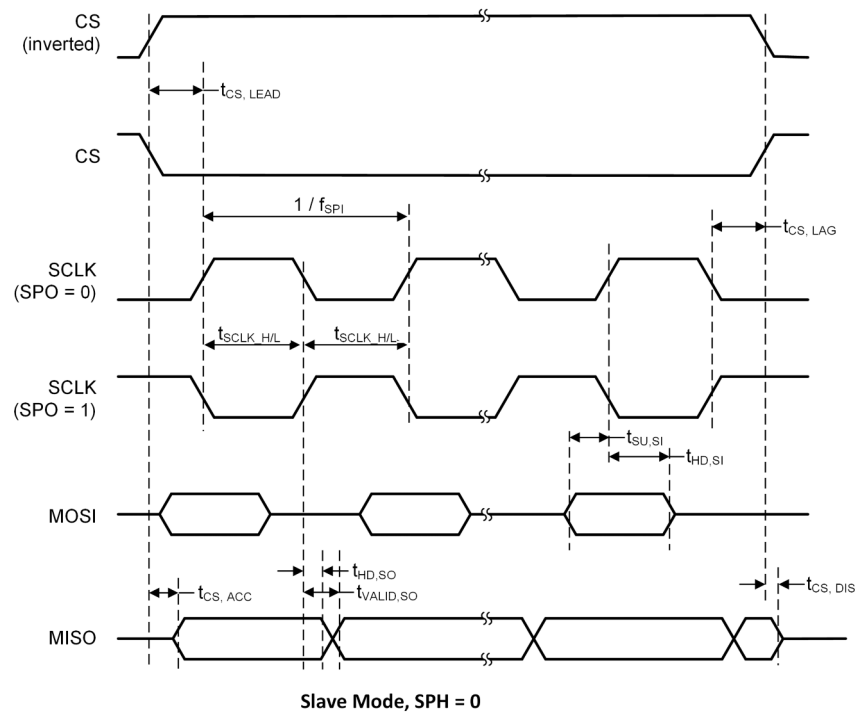 CS
(inverted)
tCS, LEAD
CS
1 / fSPI
tCS, LAG
SCLK
(SPO = 0)
tSCLK_H/L
tSCLK_H/L
SCLK
(SPO = 1)
tSU,SI
tHD,SI
MOSI
tHD,SO
tCS, ACC
tVALID,SO
tCS, DIS
MISO
Slave Mode, SPH = 0